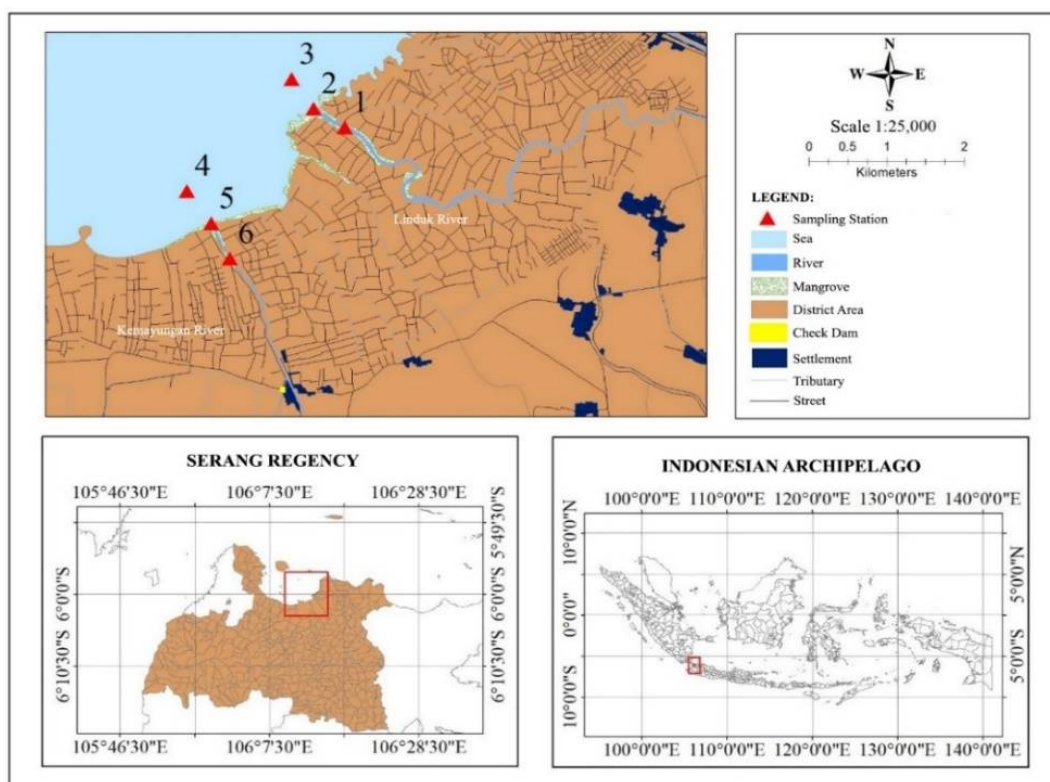 3
2
1
4
5
6
Linduk River
Kemayungan River
N
W E
S
Scale 1:25,000
0 0.5 1 2
Kilometers
LEGEND:
Sampling Station
Sea
River
Mangrove
District Area
Check Dam
Settlement
Tributary
Street
SERANG REGENCY
105°46'30"E 106°7'30"E 106°28'30"E
5°49'30"S
6°0'0"S
6°10'30"S
6°0'0"S
6°10'30"S
105°46'30"E 106°7'30"E 106°28'30"E
INDONESIAN ARCHIPELAGO
100°0'0"E 110°0'0"E 120°0'0"E 130°0'0"E 140°0'0"E
10°0'0"N
0°0'0"
10°0'0"S
5°0'0"N
5°0'0"S
100°0'0"E 110°0'0"E 120°0'0"E 130°0'0"E 140°0'0"E